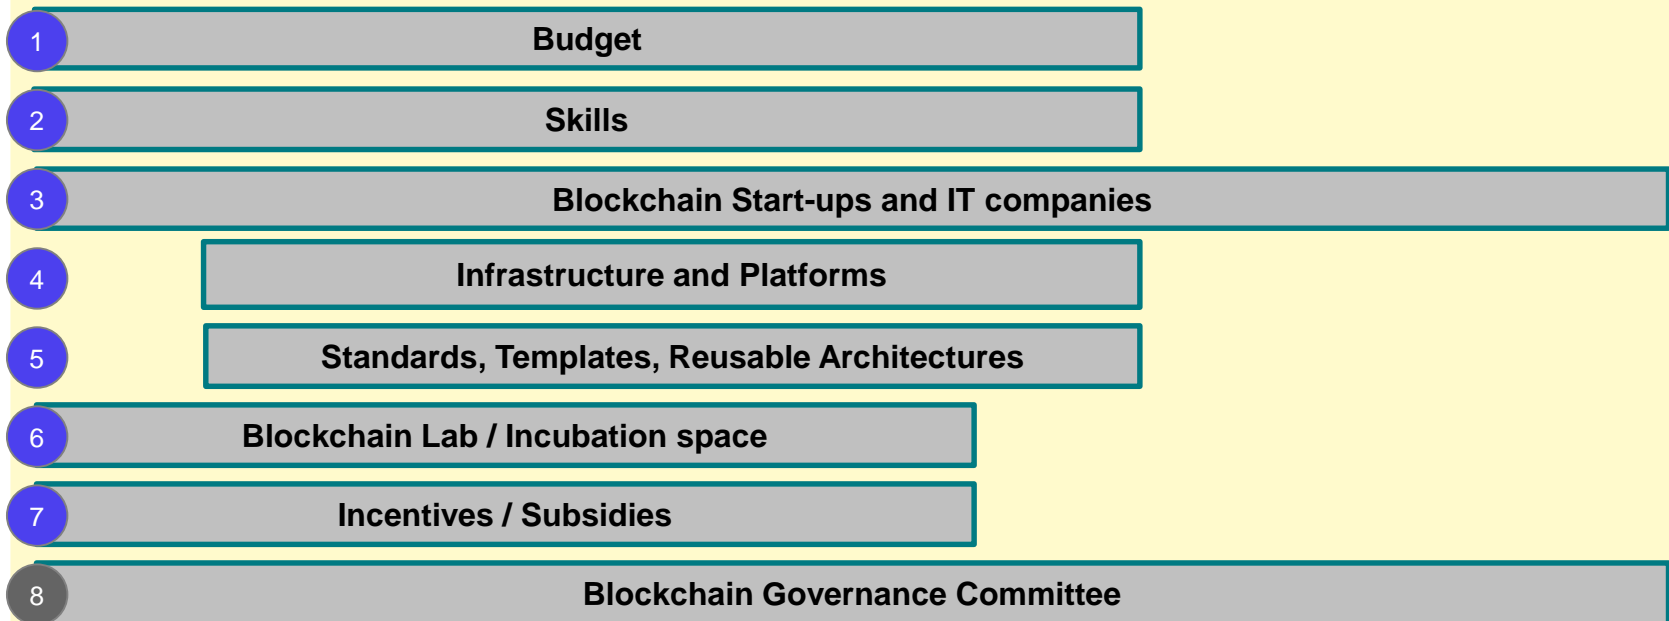 1 Budget
2 Skills
3 Blockchain Start-ups and IT companies
4 Infrastructure and Platforms
5 Standards, Templates, Reusable Architectures
6 Blockchain Lab / Incubation space
7 Incentives / Subsidies
8 Blockchain Governance Committee